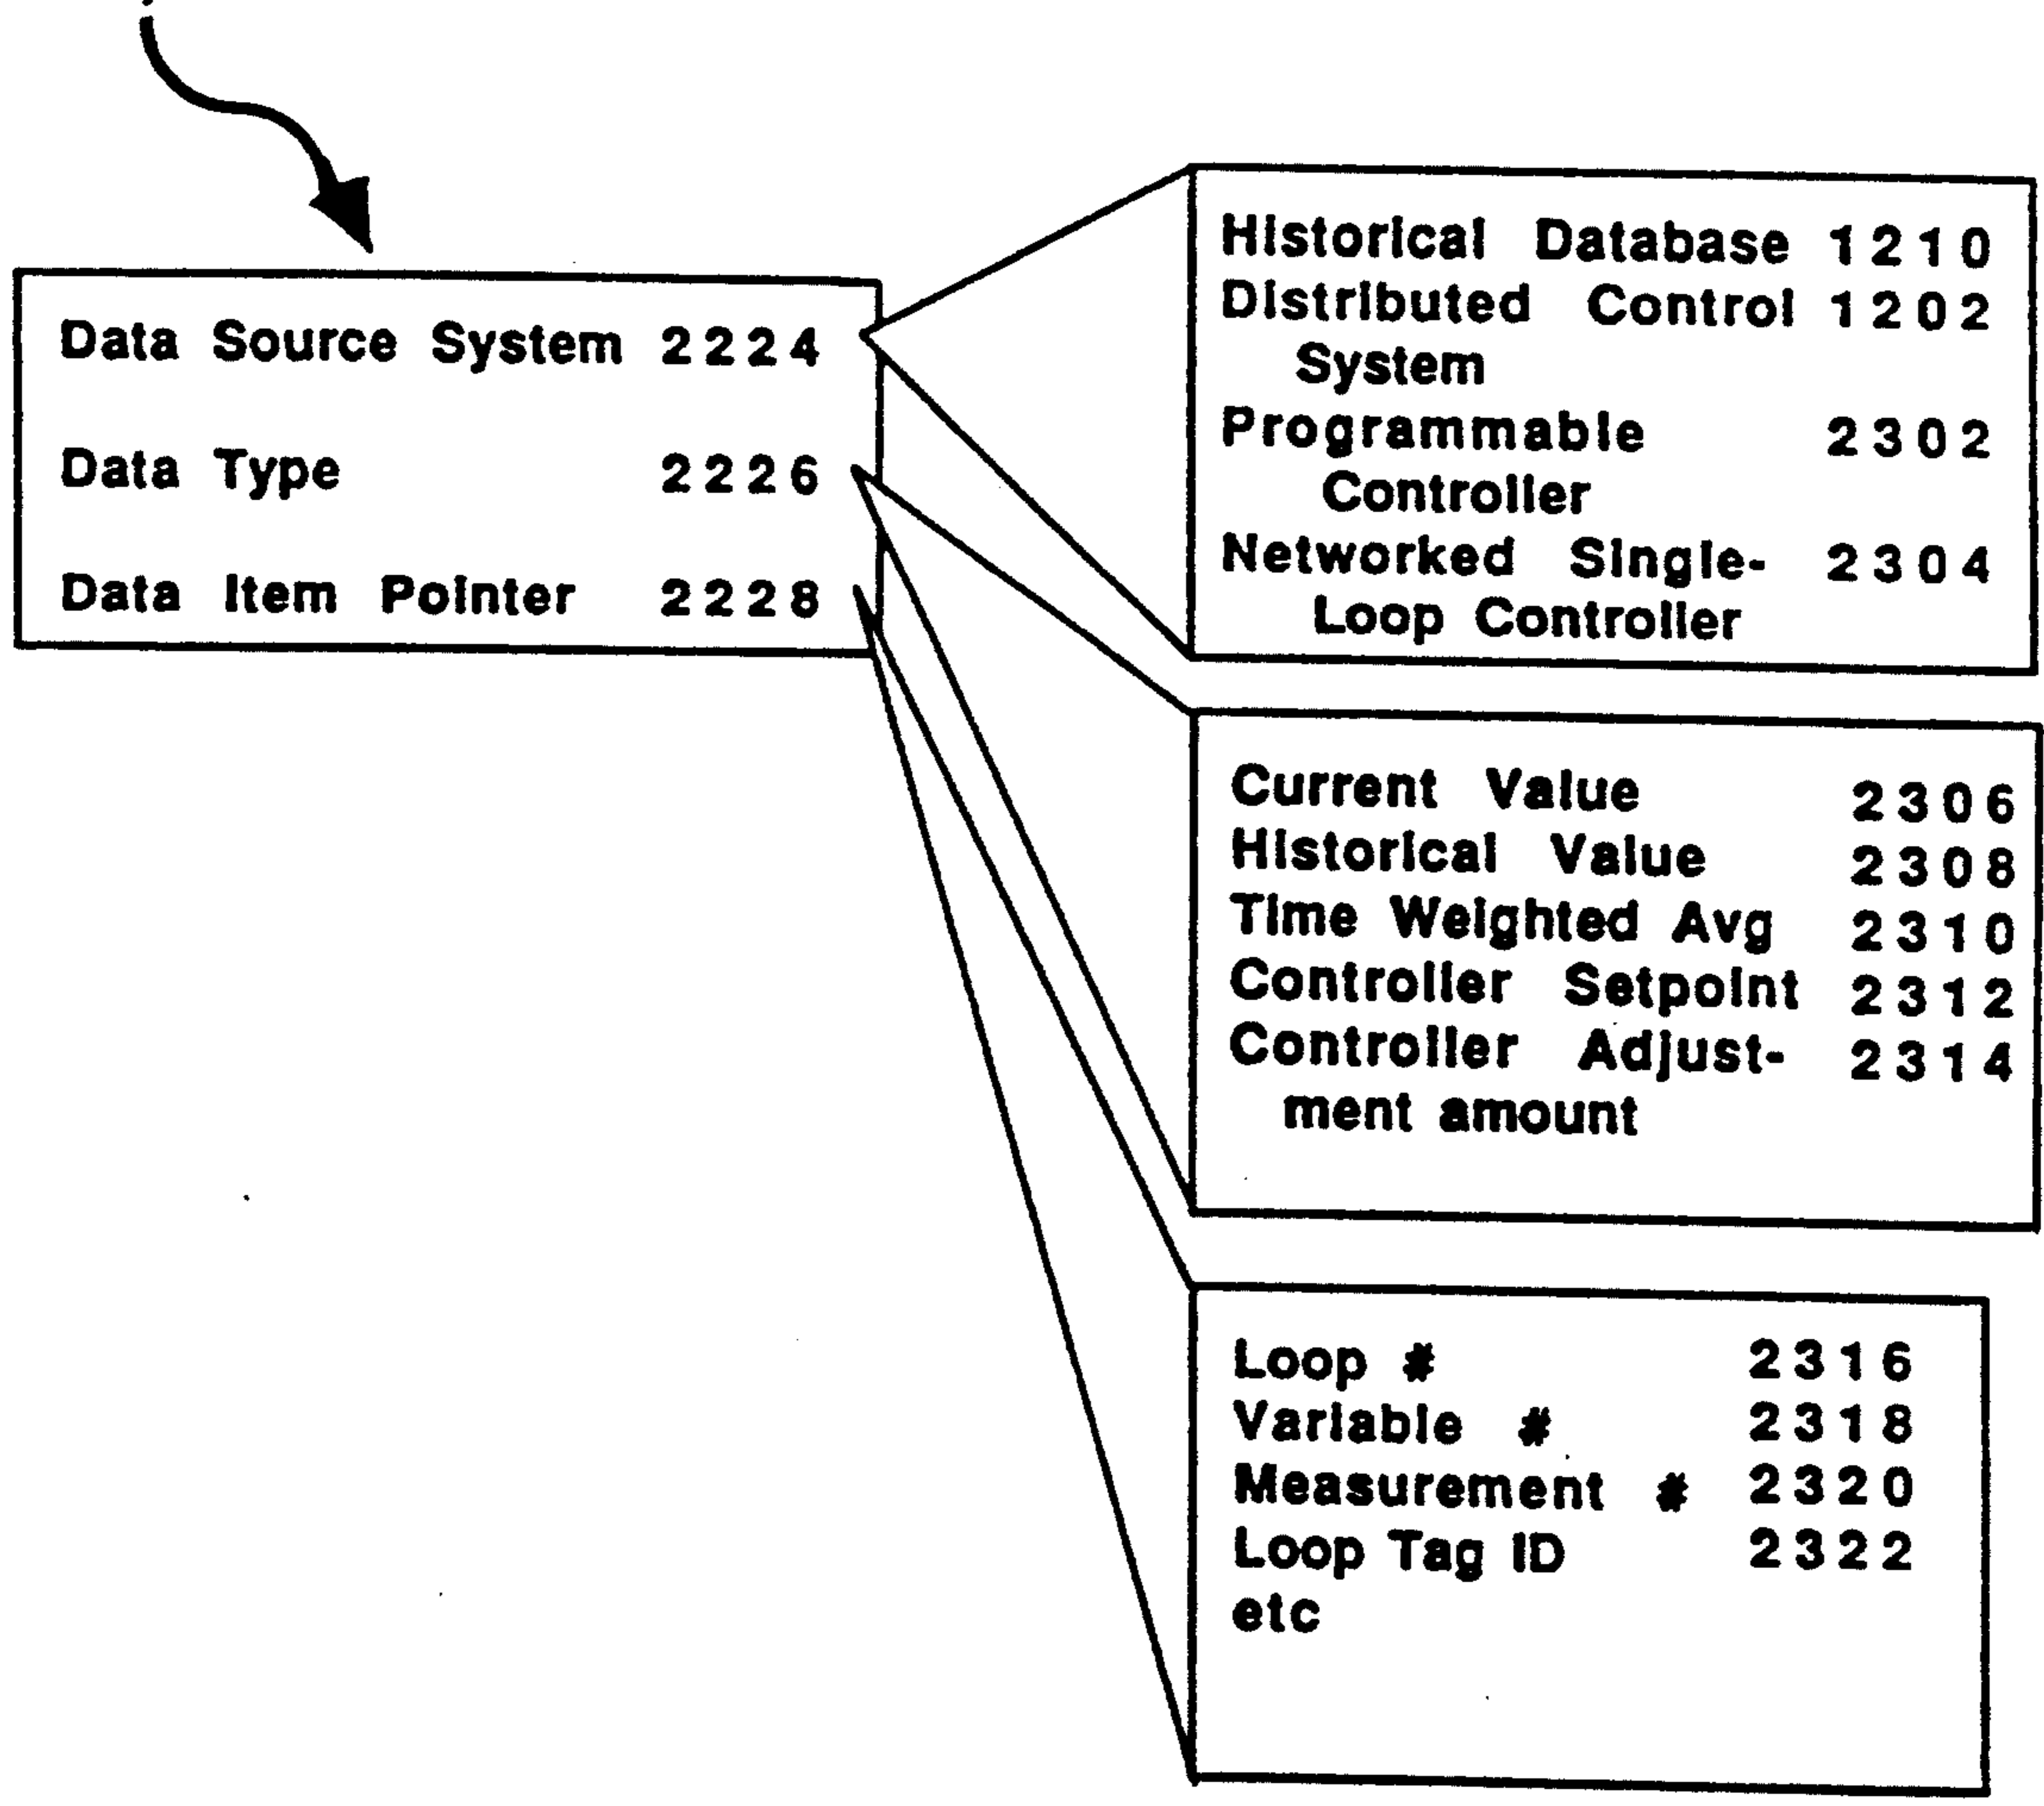 Data Source System 2224
Data Type 2226
Data Item Pointer 2228
Historical Database 1210
Distributed Control 1202
System
Programmable 2302
Controller
Networked Single- 2304
Loop Controller
Current Value 2306
Historical Value 2308
Time Weighted Avg 2310
Controller Setpoint 2312
Controller Adjust- 2314
ment amount
Loop # 2316
Variable # 2318
Measurement # 2320
Loop Tag ID 2322
etc